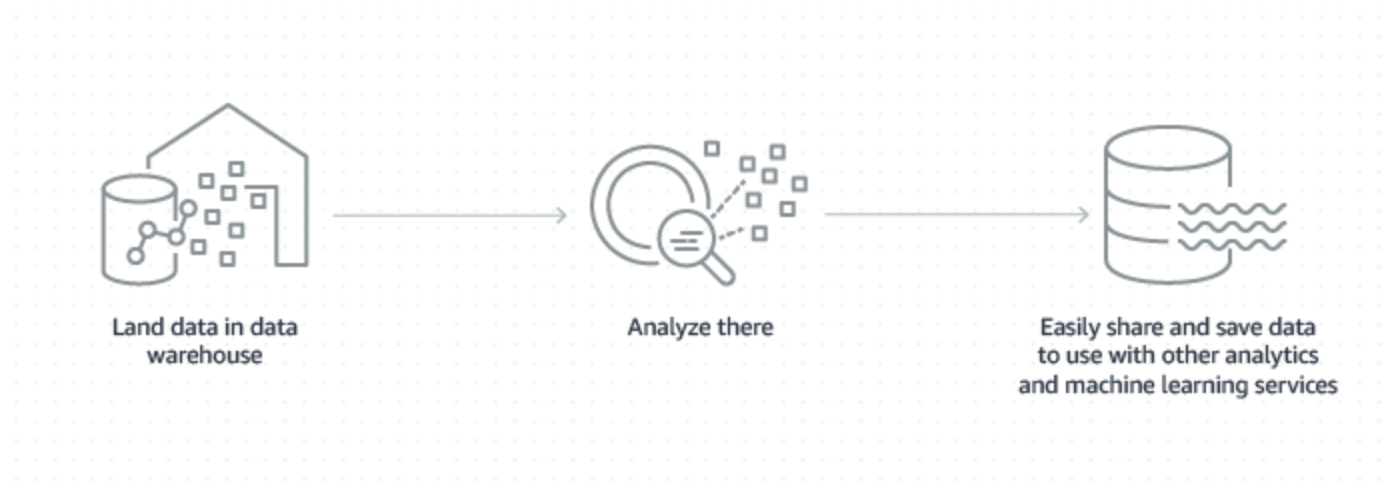 Land data in data
warehouse
Analyze there
Easily share and save data
to use with other analytics
and machine learning services